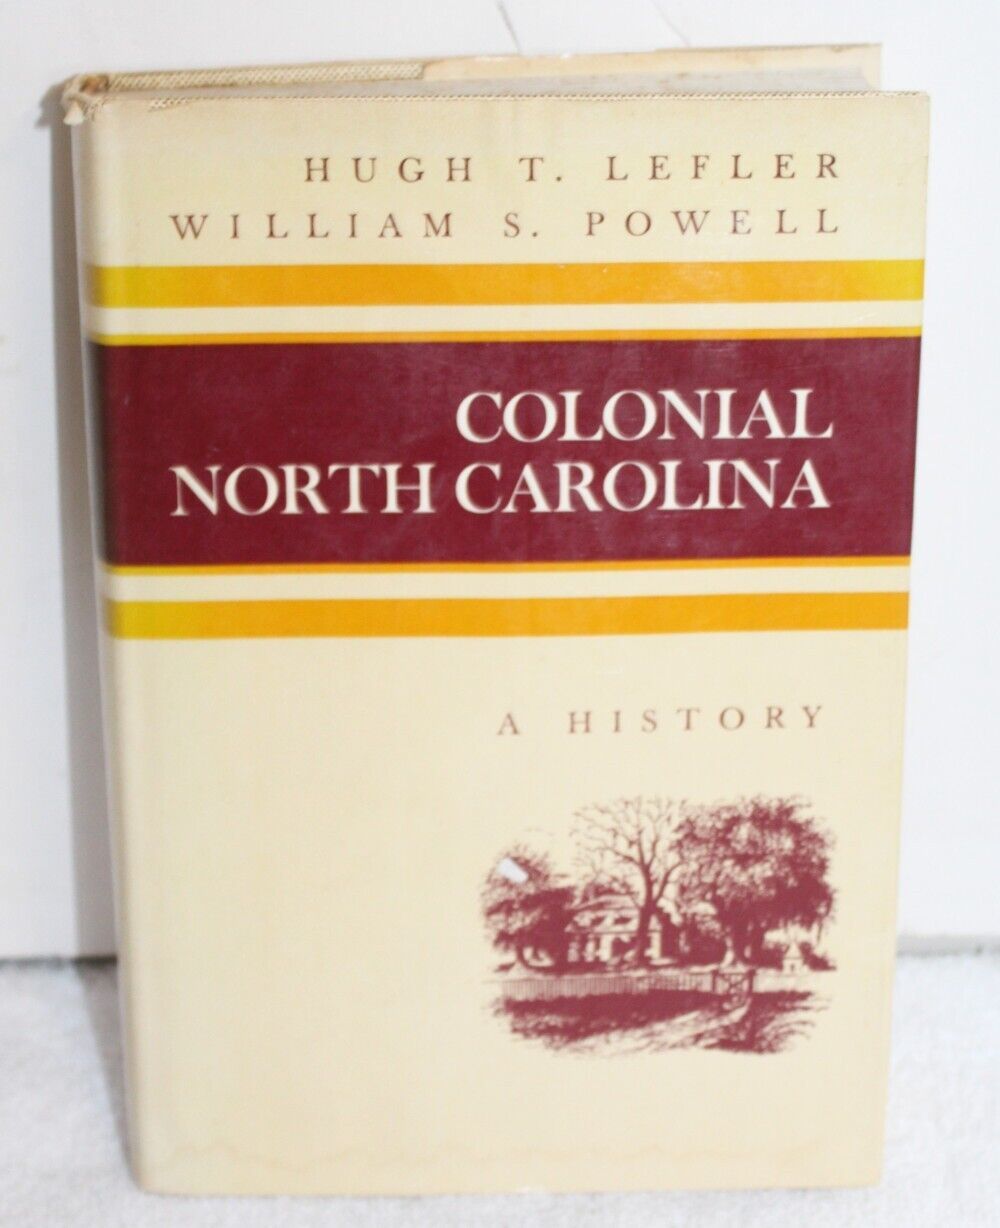 HUGH T. LEFLER
WILLIAM S. POWELL
COLONIAL
NORTH CAROLINA
A HISTORY